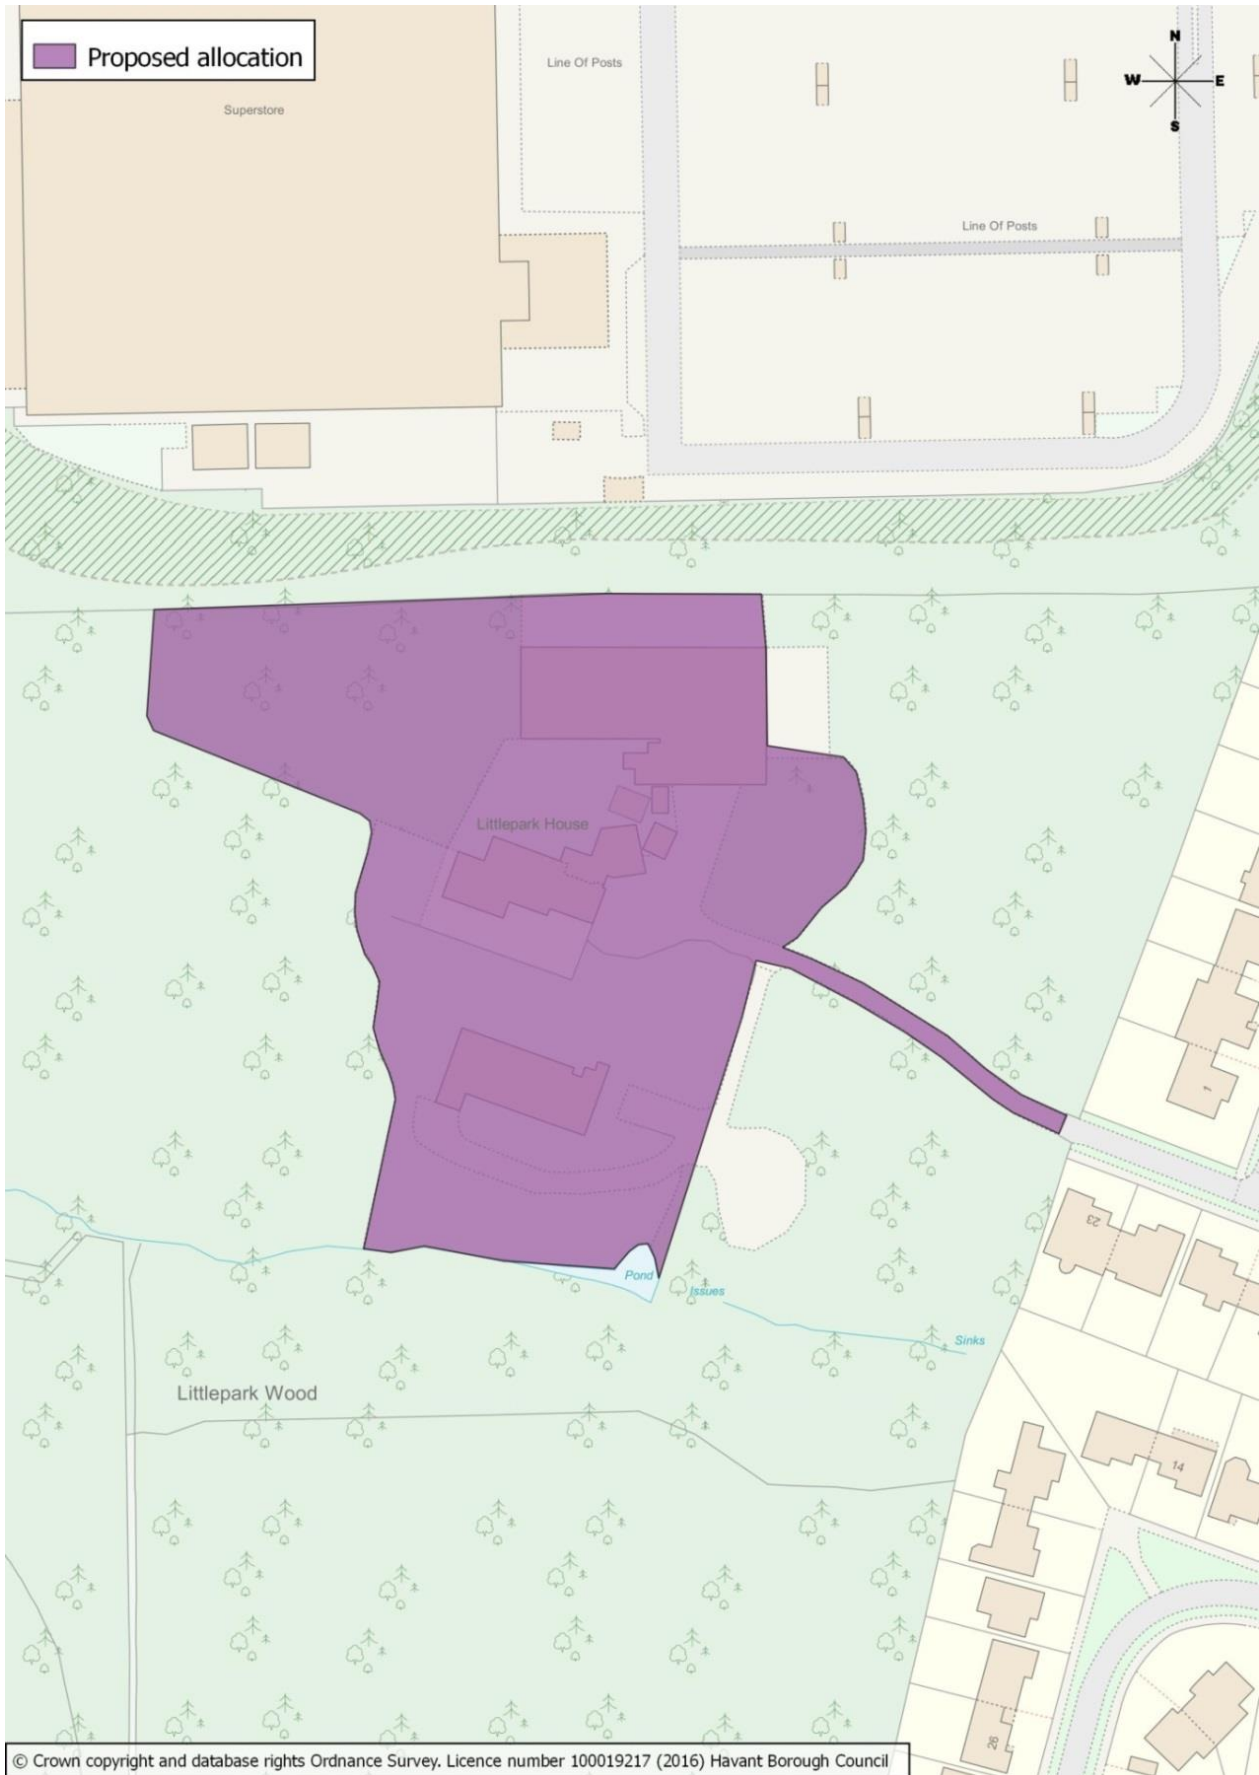 Proposed allocation
Line Of Posts
N
W E
S
Superstore
Line Of Posts
Littlepark House
1
23
Pond
Issues
Sinks
Littlepark Wood
14
26
© Crown copyright and database rights Ordnance Survey. Licence number 100019217 (2016) Havant Borough Council